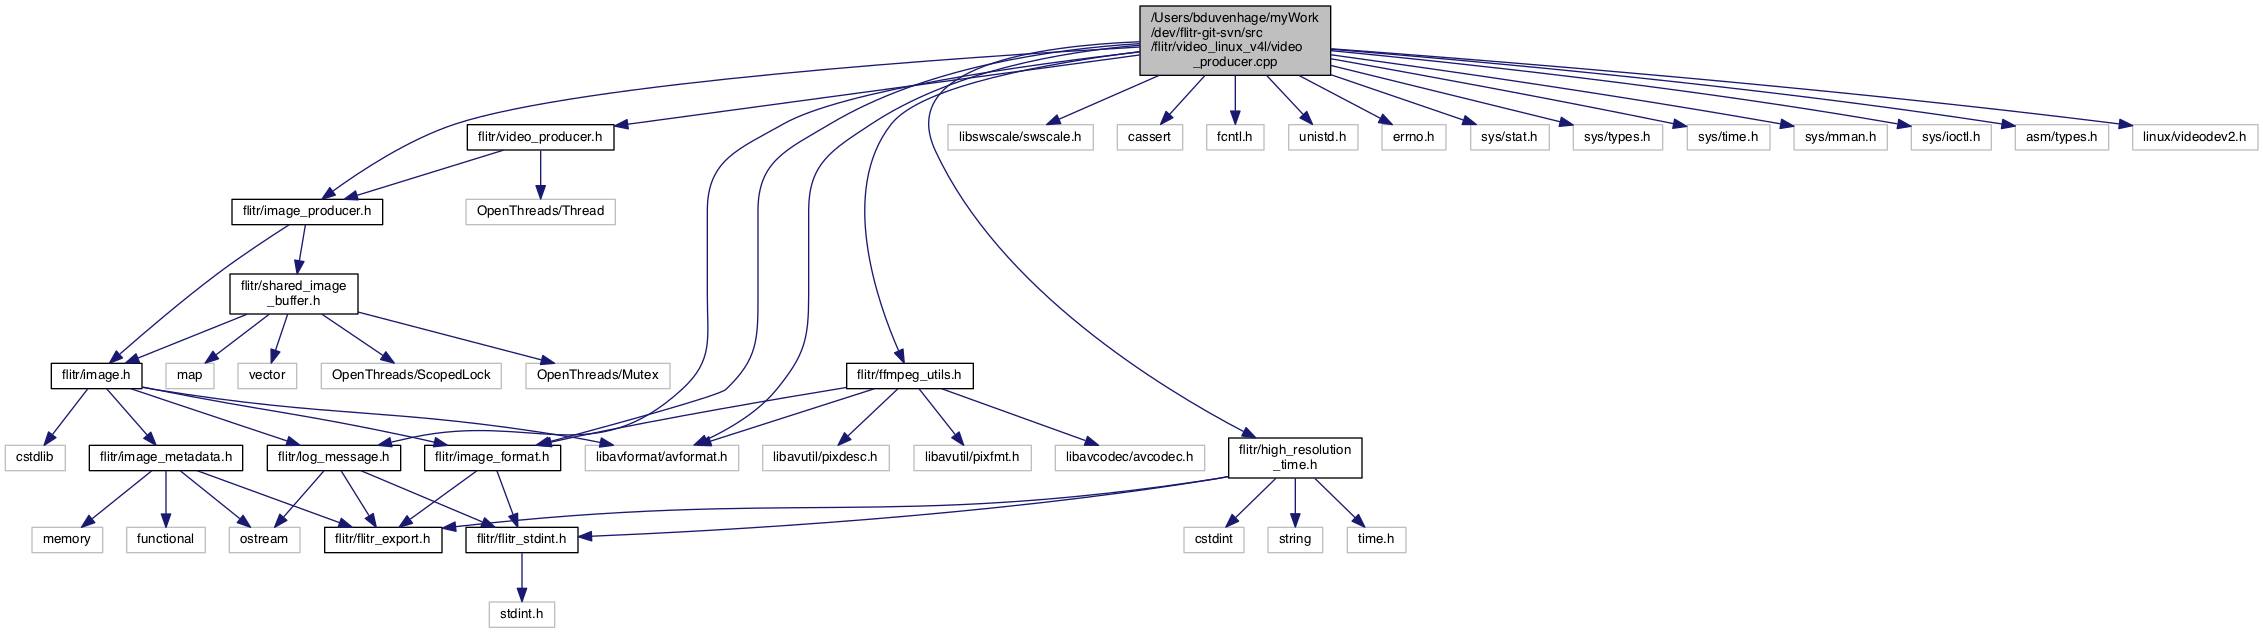 /Users/bduvenhage/myWork
/dev/flitr-git-svn/src
/flitr/video_linux_v4l/video
_producer.cpp
flitr/video_producer.h
libswscale/swscale.h
cassert
fcntl.h
unistd.h
errno.h
sys/stat.h
sys/types.h
sys/time.h
sys/mman.h
sys/ioctl.h
asm/types.h
linux/videodev2.h
flitr/image_producer.h
OpenThreads/Thread
flitr/shared_image
_buffer.h
flitr/image.h
map
vector
OpenThreads/ScopedLock
OpenThreads/Mutex
flitr/ffmpeg_utils.h
cstdlib
flitr/image_metadata.h
flitr/log_message.h
flitr/image_format.h
libavformat/avformat.h
libavutil/pixdesc.h
libavutil/pixfmt.h
libavcodec/avcodec.h
flitr/high_resolution
_time.h
memory
functional
ostream
flitr/flitr_export.h
flitr/flitr_stdint.h
cstdint
string
time.h
stdint.h